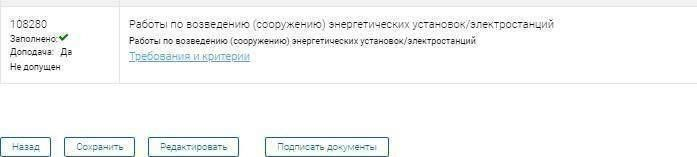 108280
Заполнено:
Доподача: Да
Не допущен
Работы по возведению (сооружению) энергетических установок/электростанций
Работы по возведению (сооружению) энергетических установок/электростанций
Требования и критерии
Назад
Сохранить
Редактировать
Подписать документы